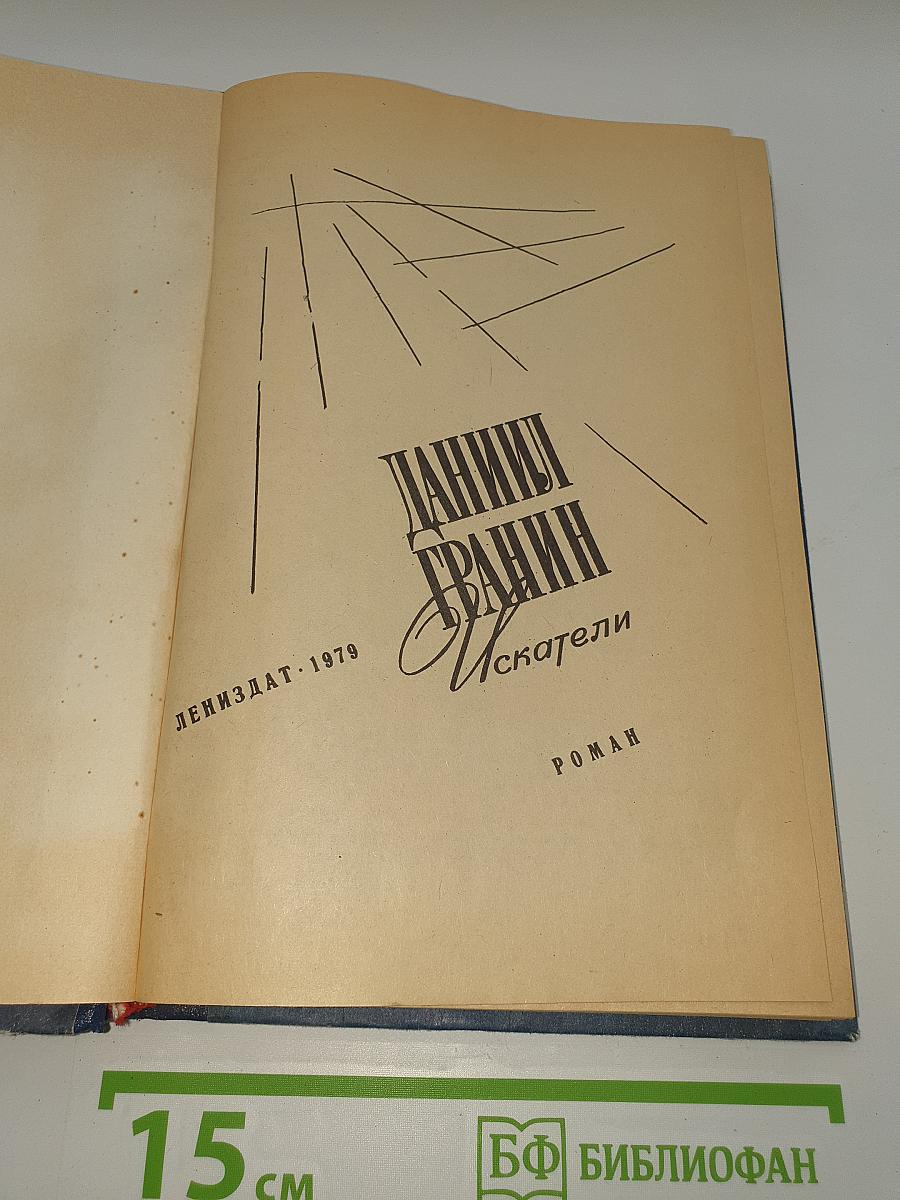 ДАНИИЛ
ГРАНИН
Искатели
ЛЕНИЗДАТ · 1979
РОМАН
15 см
БФ БИБЛИОФАН